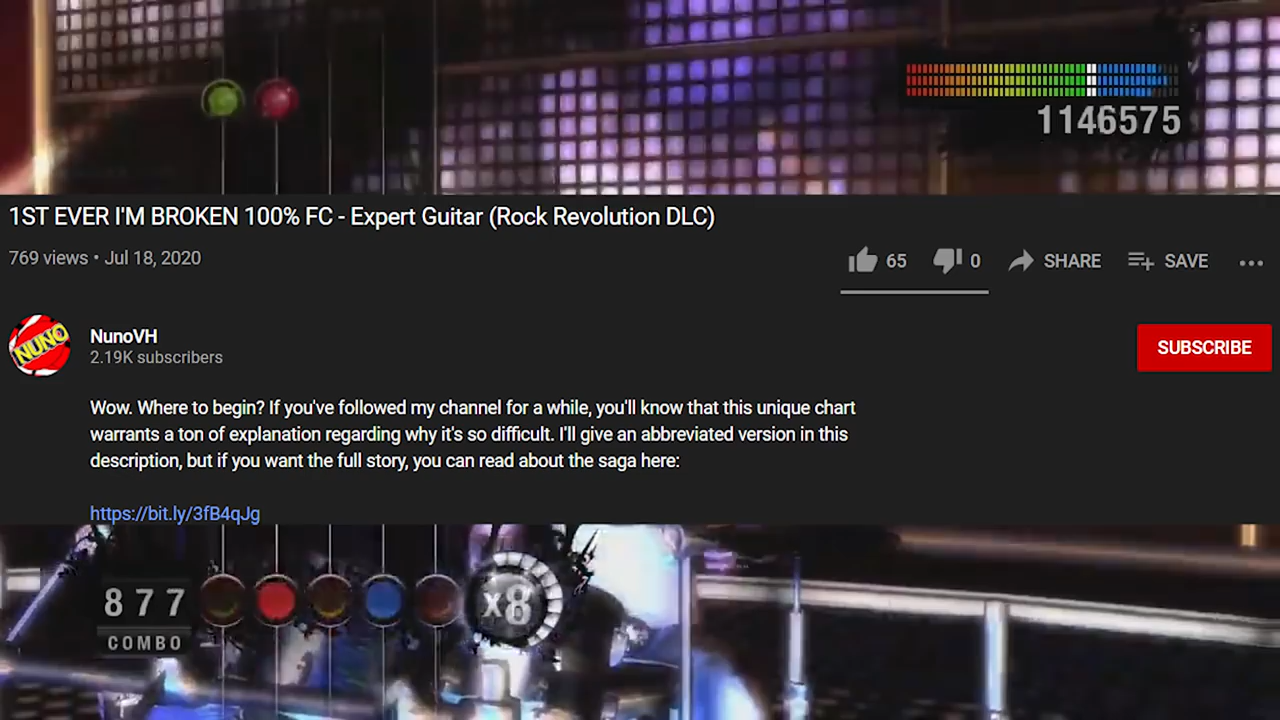 1146575
1ST EVER I'M BROKEN 100% FC - Expert Guitar (Rock Revolution DLC)
769 views • Jul 18, 2020
65 0 SHARE SAVE
NUNO
NunoVH
2.19K subscribers
SUBSCRIBE
Wow. Where to begin? If you've followed my channel for a while, you'll know that this unique chart
warrants a ton of explanation regarding why it's so difficult. I'll give an abbreviated version in this
description, but if you want the full story, you can read about the saga here:
https://bit.ly/3fB4qJg
877
COMBO
x8